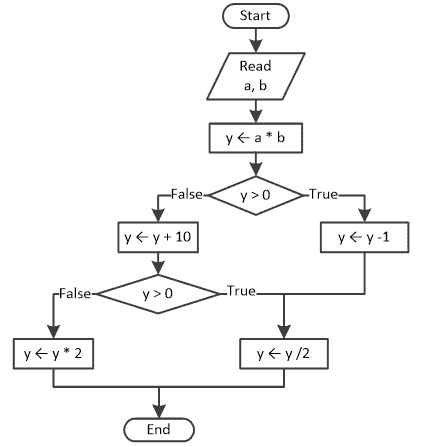 Start
Read
a, b
y ← a * b
y > 0
False
True
y ← y + 10
y ← y -1
y > 0
False
True
y ← y * 2
y ← y /2
End